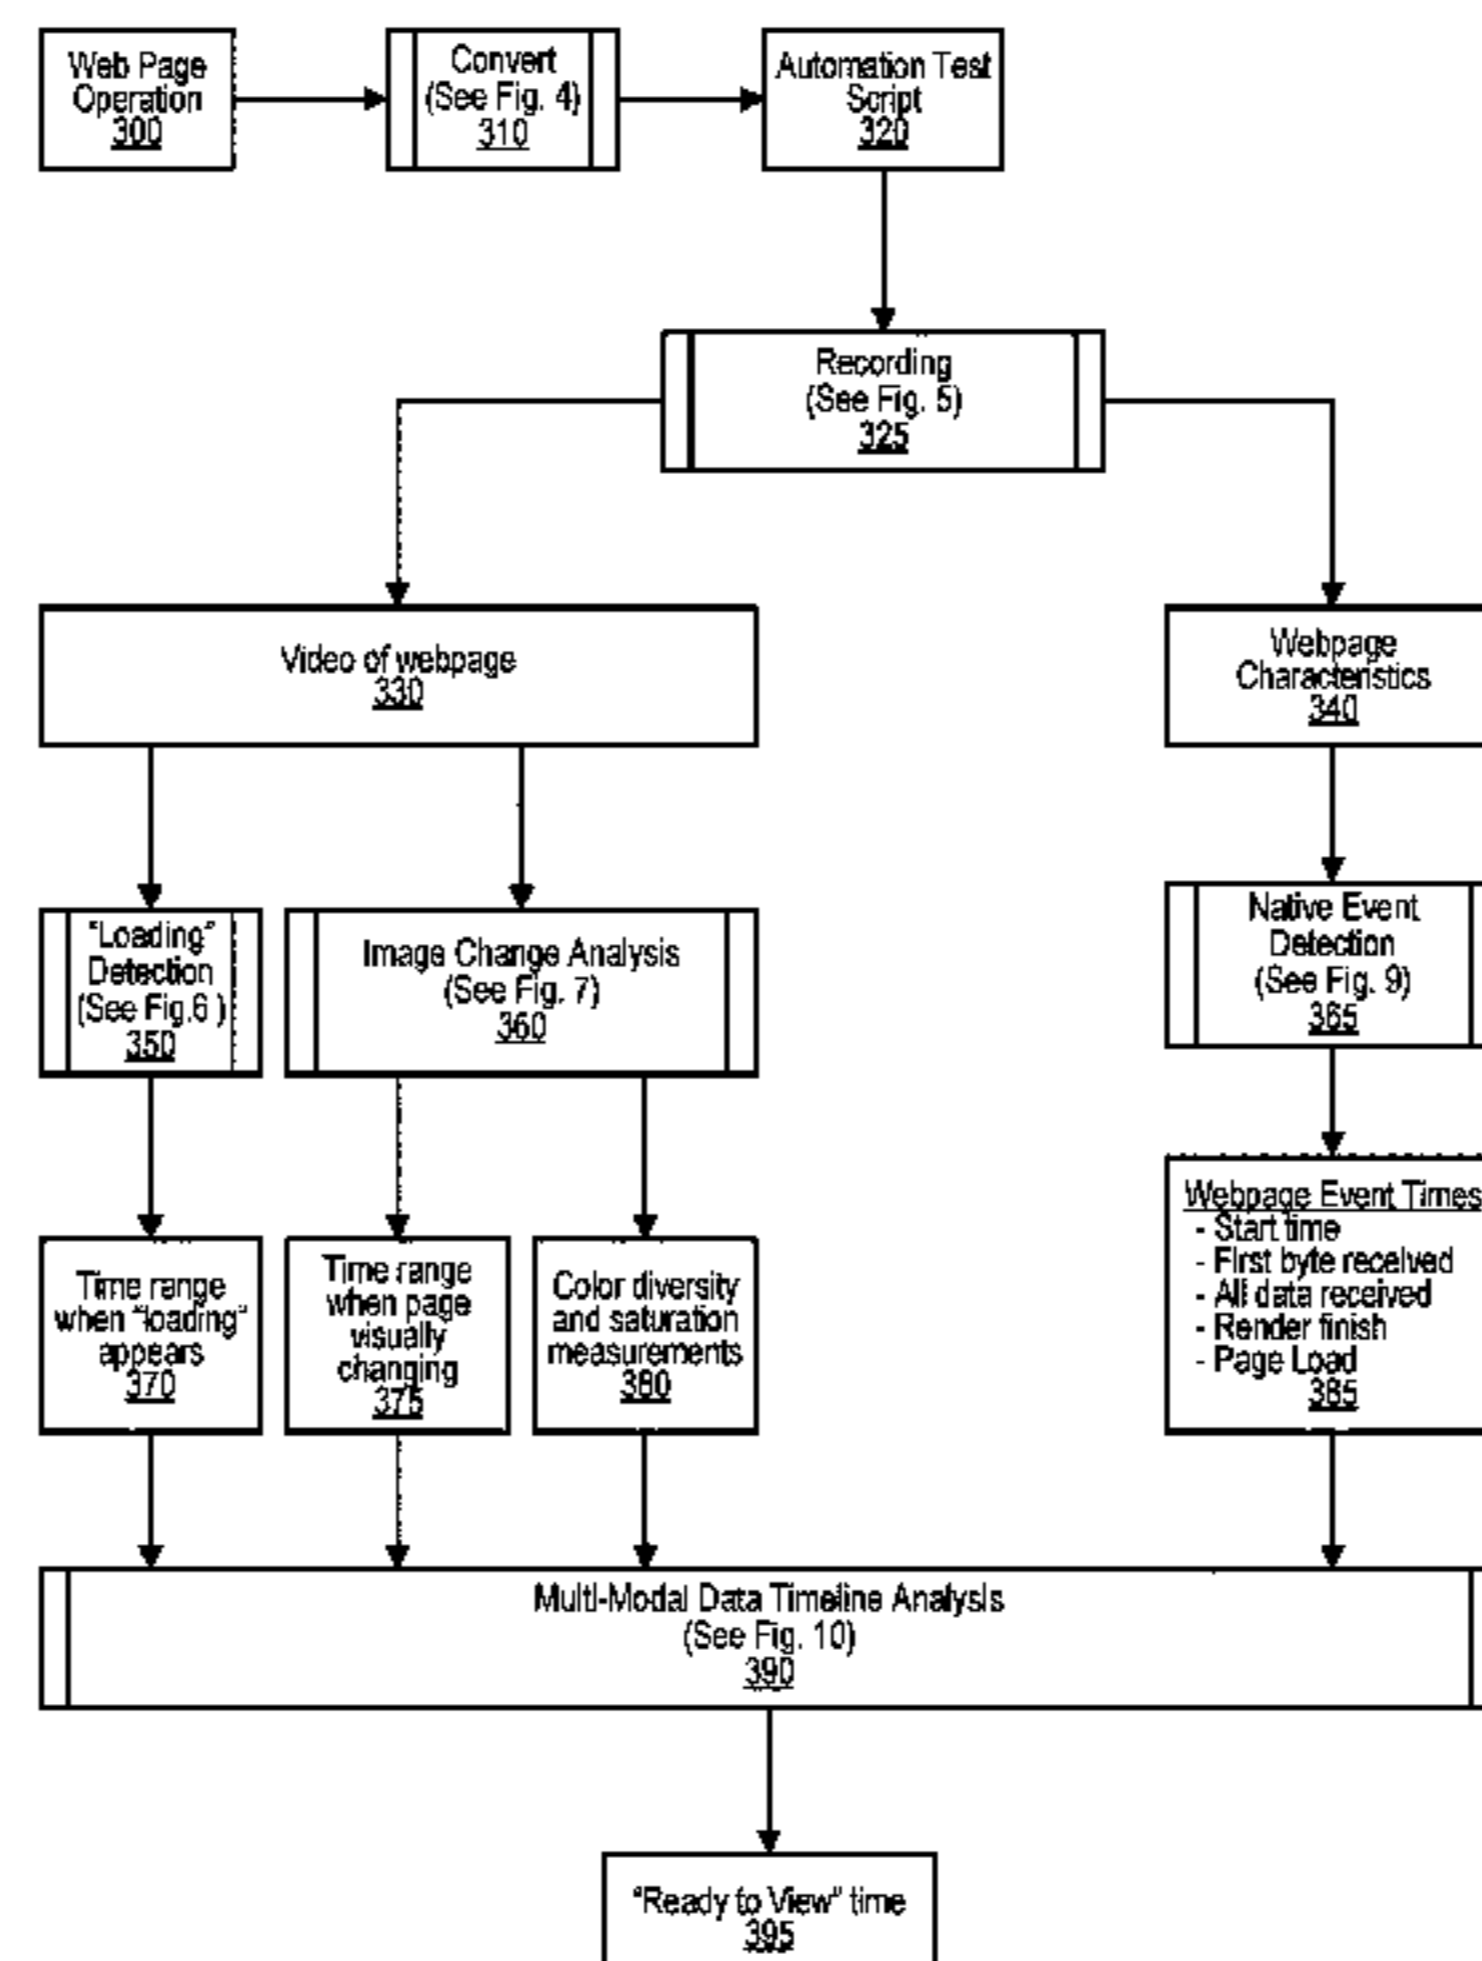 Web Page
Operation
300
Convert
(See Fig. 4)
310
Automation Test
Script
320
Recording
(See Fig. 5)
325
Video of webpage
330
Webpage
Characteristics
340
"Loading"
Detection
(See Fig.6 )
350
Image Change Analysis
(See Fig. 7)
360
Native Event
Detection
(See Fig. 9)
365
Time range
when "loading"
appears
370
Time range
when page
visually
changing
375
Color diversity
and saturation
measurements
380
Webpage Event Times
- Start time
- First byte received
- All data received
- Render finish
- Page Load
385
Multi-Modal Data Timeline Analysis
(See Fig. 10)
390
"Ready to View" time
395